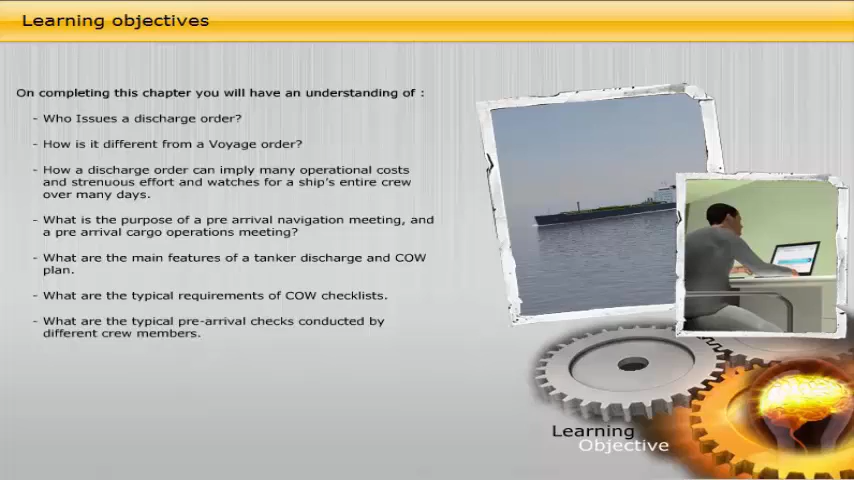 Learning objectives
On completing this chapter you will have an understanding of :
- Who Issues a discharge order?
- How is it different from a Voyage order?
- How a discharge order can imply many operational costs
and strenuous effort and watches for a ship's entire crew
over many days.
- What is the purpose of a pre arrival navigation meeting, and
a pre arrival cargo operations meeting?
- What are the main features of a tanker discharge and COW
plan.
- What are the typical requirements of COW checklists.
- What are the typical pre-arrival checks conducted by
different crew members.
Learning
Objective